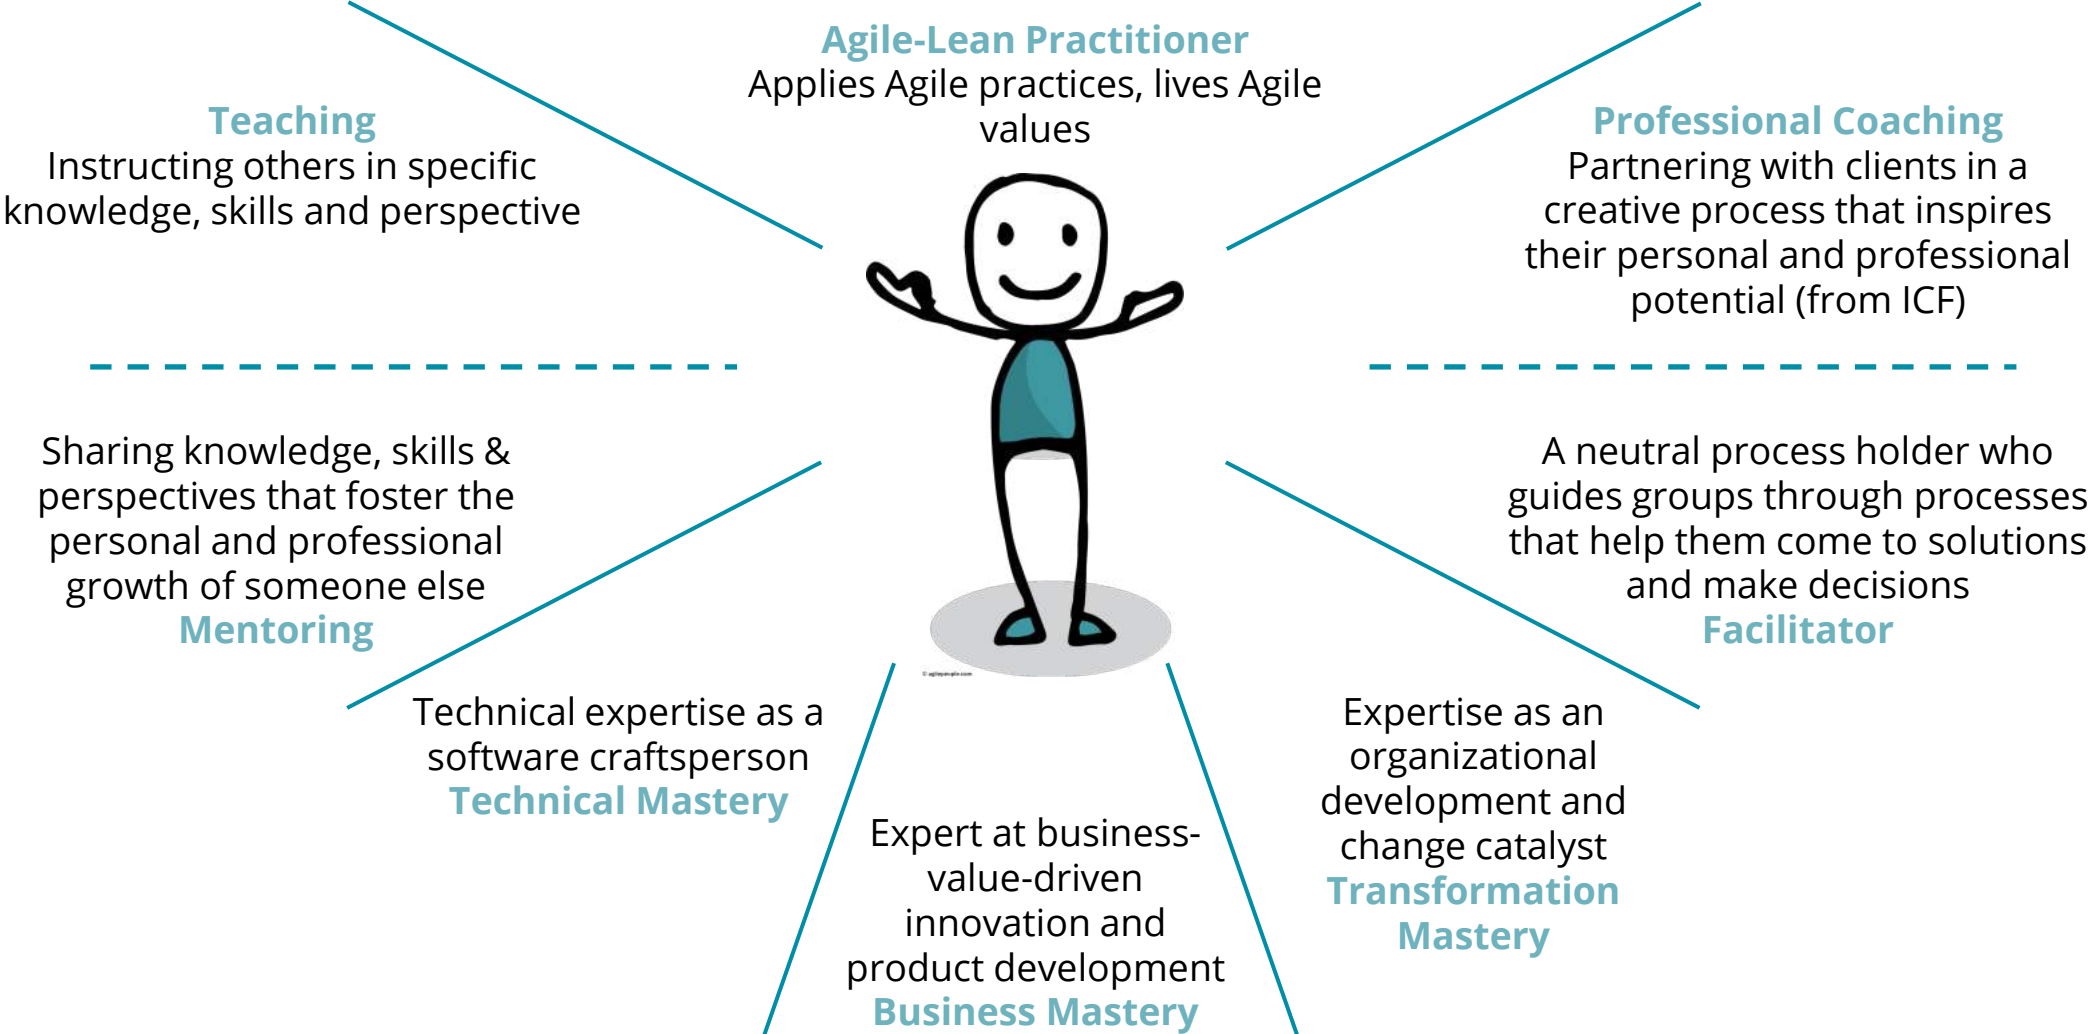 Agile-Lean Practitioner
Applies Agile practices, lives Agile
values
Teaching
Instructing others in specific
knowledge, skills and perspective
Professional Coaching
Partnering with clients in a
creative process that inspires
their personal and professional
potential (from ICF)
Sharing knowledge, skills &
perspectives that foster the
personal and professional
growth of someone else
Mentoring
A neutral process holder who
guides groups through processes
that help them come to solutions
and make decisions
Facilitator
© agilepeople.com
Technical expertise as a
software craftsperson
Technical Mastery
Expert at business-
value-driven
innovation and
product development
Business Mastery
Expertise as an
organizational
development and
change catalyst
Transformation
Mastery